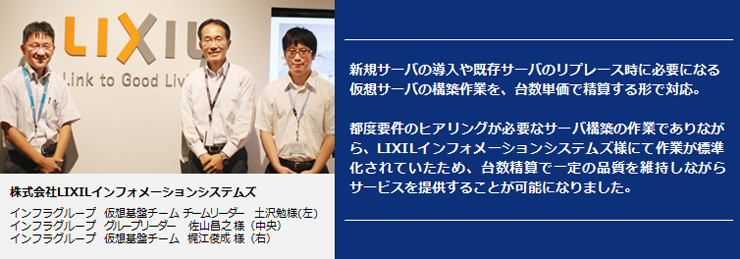 LIXIL
Link to Good Livi
株式会社LIXILインフォメーションシステムズ
インフラグループ 仮想基盤チーム チームリーダー 土沢勉様(左)
インフラグループ グループリーダー 佐山昌之 様（中央）
インフラグループ 仮想基盤チーム 梶江俊成 様（右）
新規サーバの導入や既存サーバのリプレース時に必要になる
仮想サーバの構築作業を、台数単価で精算する形で対応。
都度要件のヒアリングが必要なサーバ構築の作業でありなが
ら、LIXILインフォメーションシステムズ様にて作業が標準
化されていたため、台数精算で一定の品質を維持しながら
サービスを提供することが可能になりました。